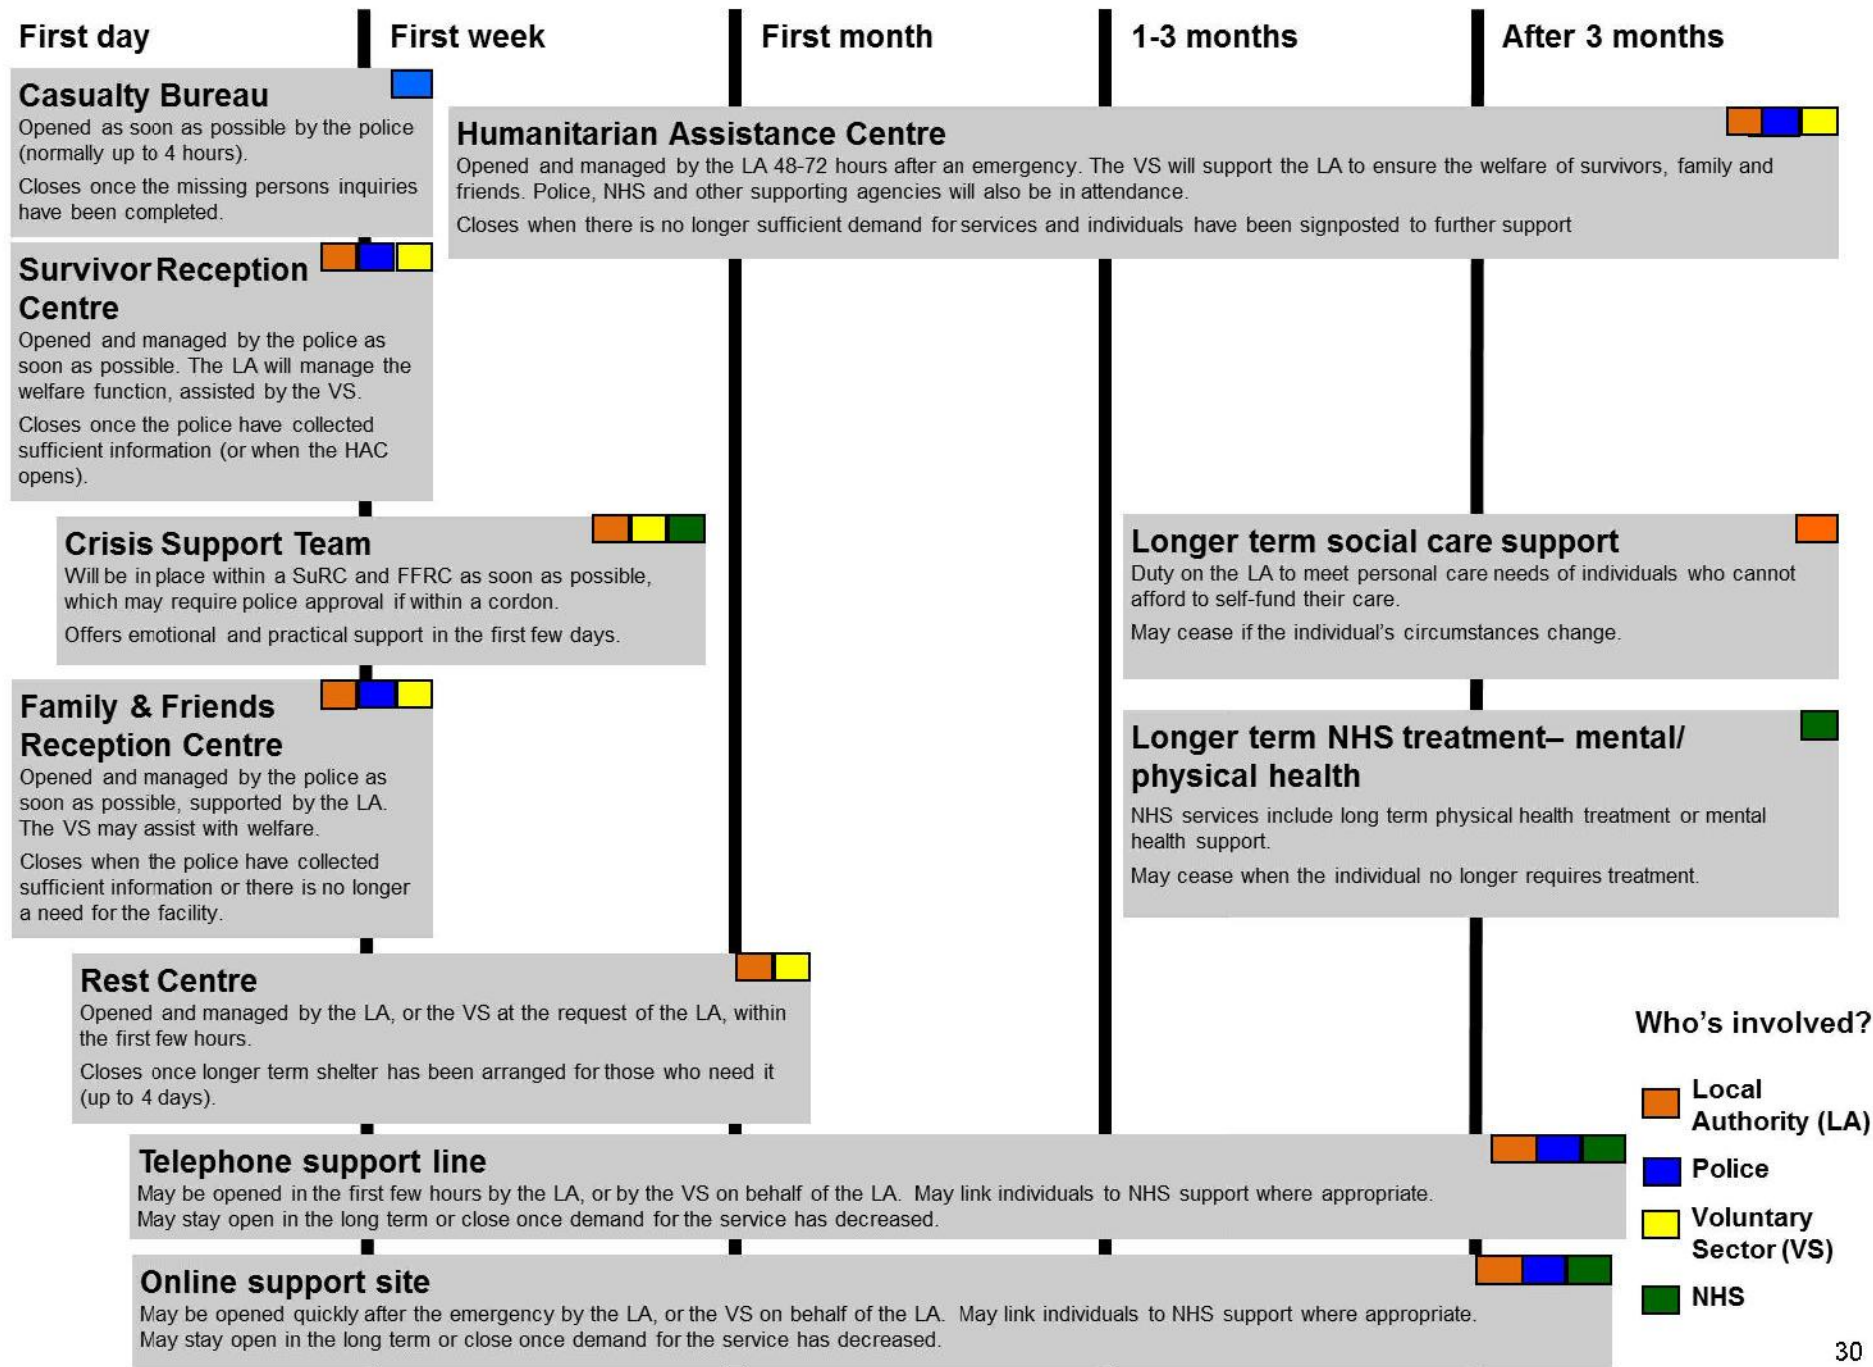 First day
First week
First month
1-3 months
After 3 months
Casualty Bureau
Opened as soon as possible by the police
(normally up to 4 hours).
Closes once the missing persons inquiries
have been completed.
Humanitarian Assistance Centre
Opened and managed by the LA 48-72 hours after an emergency. The VS will support the LA to ensure the welfare of survivors, family and
friends. Police, NHS and other supporting agencies will also be in attendance.
Closes when there is no longer sufficient demand for services and individuals have been signposted to further support
Survivor Reception
Centre
Opened and managed by the police as
soon as possible. The LA will manage the
welfare function, assisted by the VS.
Closes once the police have collected
sufficient information (or when the HAC
opens).
Crisis Support Team
Will be in place within a SuRC and FFRC as soon as possible,
which may require police approval if within a cordon.
Offers emotional and practical support in the first few days.
Longer term social care support
Duty on the LA to meet personal care needs of individuals who cannot
afford to self-fund their care.
May cease if the individual's circumstances change.
Family & Friends
Reception Centre
Opened and managed by the police as
soon as possible, supported by the LA.
The VS may assist with welfare.
Closes when the police have collected
sufficient information or there is no longer
a need for the facility.
Longer term NHS treatment– mental/
physical health
NHS services include long term physical health treatment or mental
health support.
May cease when the individual no longer requires treatment.
Rest Centre
Opened and managed by the LA, or the VS at the request of the LA, within
the first few hours.
Closes once longer term shelter has been arranged for those who need it
(up to 4 days).
Telephone support line
May be opened in the first few hours by the LA, or by the VS on behalf of the LA. May link individuals to NHS support where appropriate.
May stay open in the long term or close once demand for the service has decreased.
Online support site
May be opened quickly after the emergency by the LA, or the VS on behalf of the LA. May link individuals to NHS support where appropriate.
May stay open in the long term or close once demand for the service has decreased.
Who's involved?
Local
Authority (LA)
Police
Voluntary
Sector (VS)
NHS
30